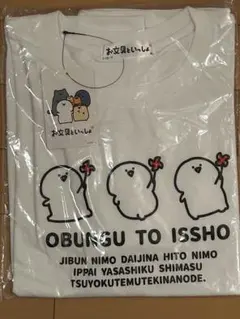 お文具といっしょ
お文具といっしょ
OBUNGU TO ISSHO
JIBUN NIMO DAIJINA HITO NIMO
IPPAI YASASHIKU SHIMASU
TSUYOKUTEMUTEKINANODE.